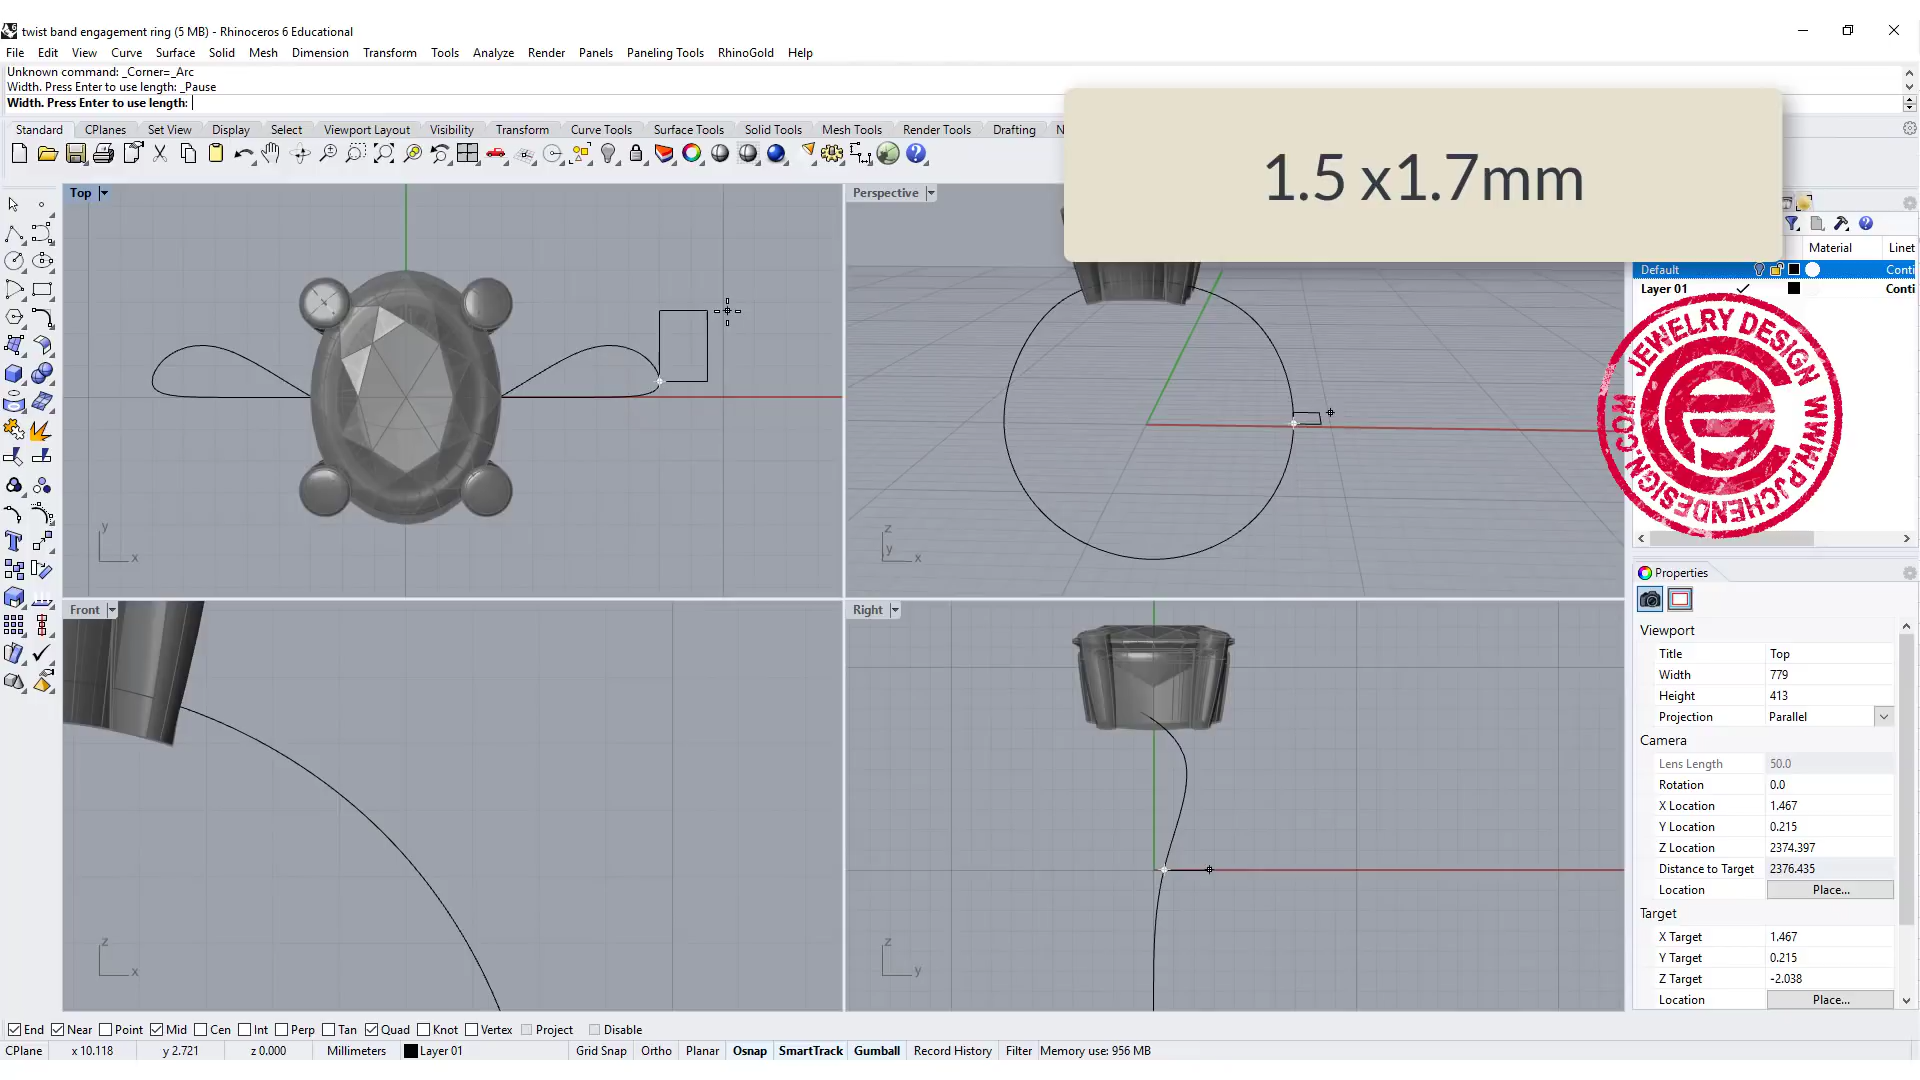 twist band engagement ring (5 MB) - Rhinoceros 6 Educational
File Edit View Curve Surface Solid Mesh Dimension Transform Tools Analyze Render Panels Paneling Tools RhinoGold Help
Unknown command: _Corner=_Arc
Width. Press Enter to use length: _Pause
Width. Press Enter to use length:
Standard CPlanes Set View Display Select Viewport Layout Visibility Transform Curve Tools Surface Tools Solid Tools Mesh Tools Render Tools Drafting N
1.5 x1.7mm
Top
Perspective
Material Linet
Default Conti
Layer 01 Conti
JEWELRY DESIGN WWW.PJCHENDESIGN.COM
y x
z y x
Properties
Viewport
Title Top
Width 779
Height 413
Projection Parallel
Camera
Lens Length 50.0
Rotation 0.0
X Location 1.467
Y Location 0.215
Z Location 2374.397
Distance to Target 2376.435
Location Place...
Target
X Target 1.467
Y Target 0.215
Z Target -2.038
Location Place...
Front
Right
z x
z y
End Near Point Mid Cen Int Perp Tan Quad Knot Vertex Project Disable
CPlane x 10.118 y 2.721 z 0.000 Millimeters Layer 01 Grid Snap Ortho Planar Osnap SmartTrack Gumball Record History Filter Memory use: 956 MB